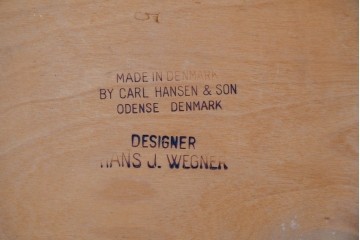 MADE IN DENMARK
BY CARL HANSEN & SON
ODENSE DENMARK
DESIGNER
HANS J. WEGNER